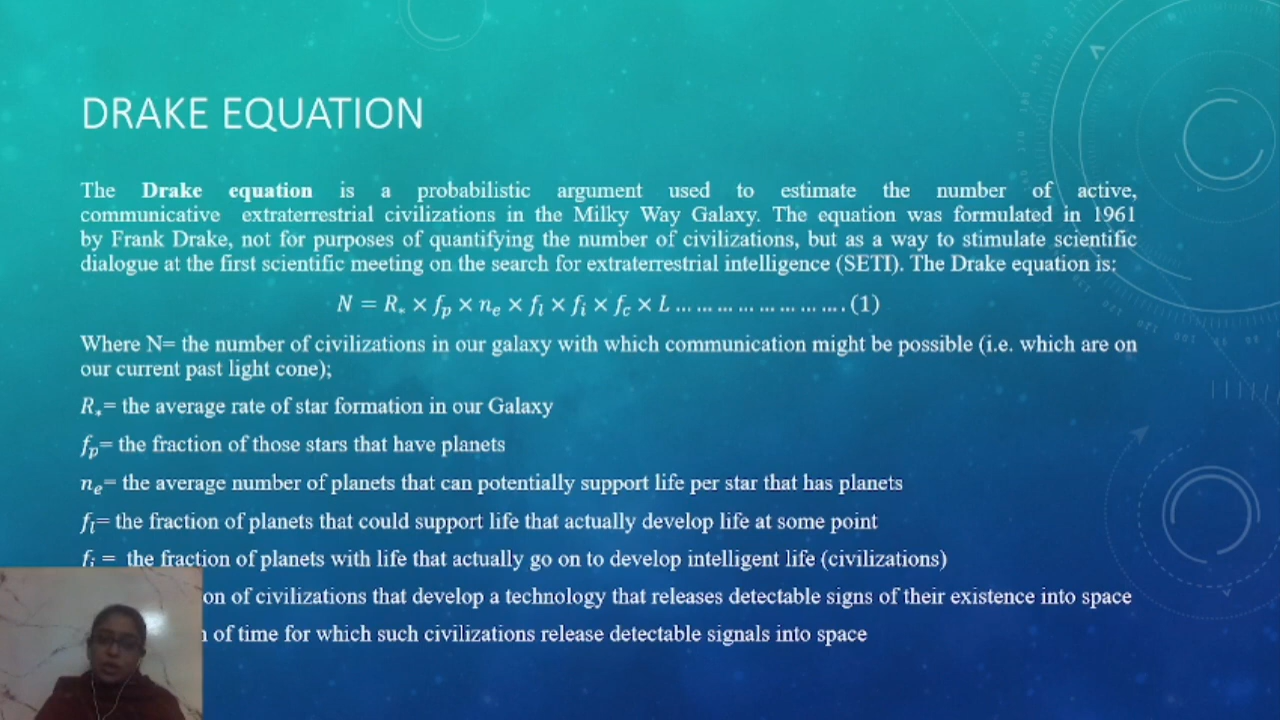 DRAKE EQUATION
The Drake equation is a probabilistic argument used to estimate the number of active,
communicative extraterrestrial civilizations in the Milky Way Galaxy. The equation was formulated in 1961
by Frank Drake, not for purposes of quantifying the number of civilizations, but as a way to stimulate scientific
dialogue at the first scientific meeting on the search for extraterrestrial intelligence (SETI). The Drake equation is:
N = R* × fp × ne × fl × fi × fc × L ... ... ... ... ... ... ... ... . (1)
Where N= the number of civilizations in our galaxy with which communication might be possible (i.e. which are on
our current past light cone);
R*= the average rate of star formation in our Galaxy
fp= the fraction of those stars that have planets
ne= the average number of planets that can potentially support life per star that has planets
fl= the fraction of planets that could support life that actually develop life at some point
fi = the fraction of planets with life that actually go on to develop intelligent life (civilizations)
on of civilizations that develop a technology that releases detectable signs of their existence into space
of time for which such civilizations release detectable signals into space